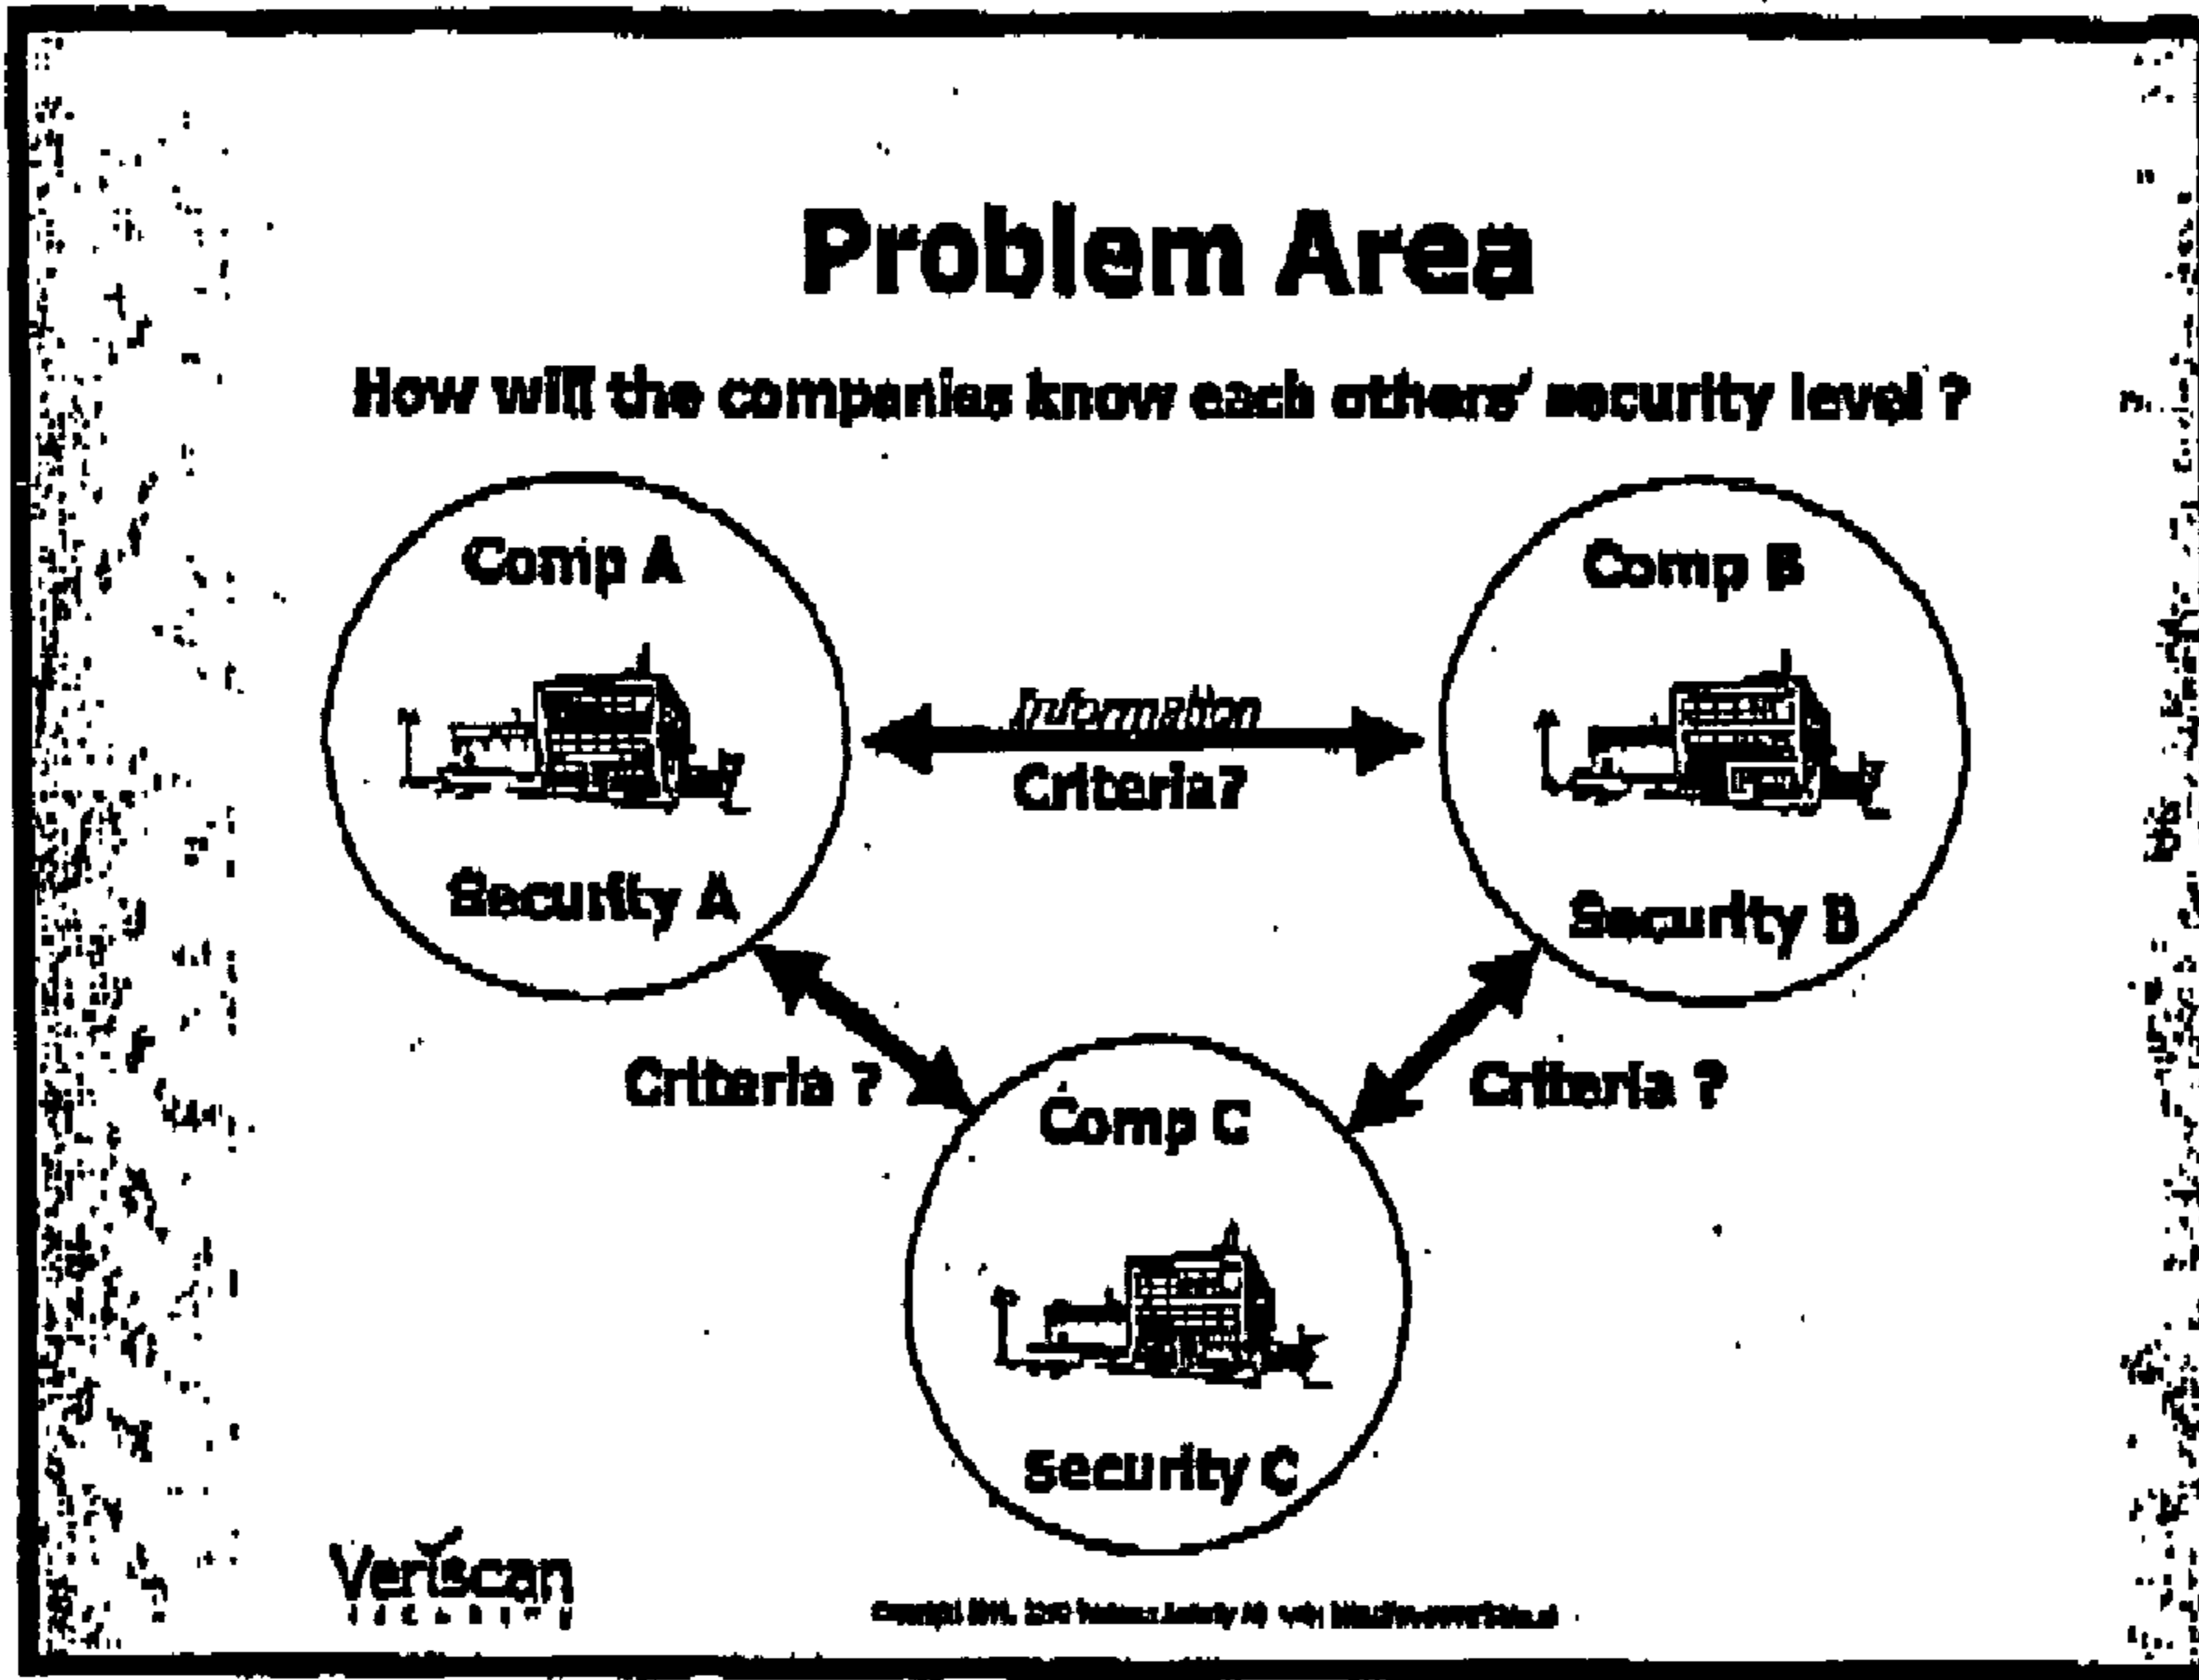 Problem Area
How will the companies know each others' security level ?
Comp A
Comp B
Information
Criteria?
Security A
Security B
Criteria ?
Criteria ?
Comp C
Security C
Veriscan
SECURITY